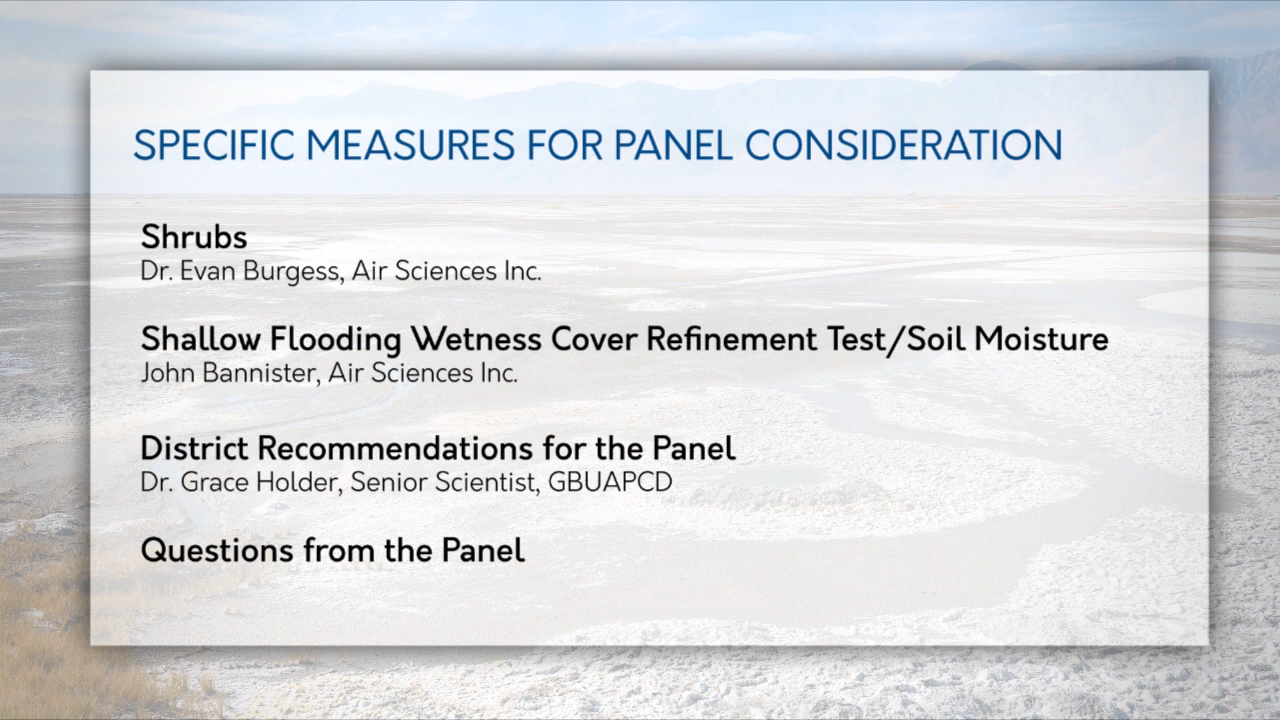 SPECIFIC MEASURES FOR PANEL CONSIDERATION
Shrubs
Dr. Evan Burgess, Air Sciences Inc.
Shallow Flooding Wetness Cover Refinement Test/Soil Moisture
John Bannister, Air Sciences Inc.
District Recommendations for the Panel
Dr. Grace Holder, Senior Scientist, GBUAPCD
Questions from the Panel